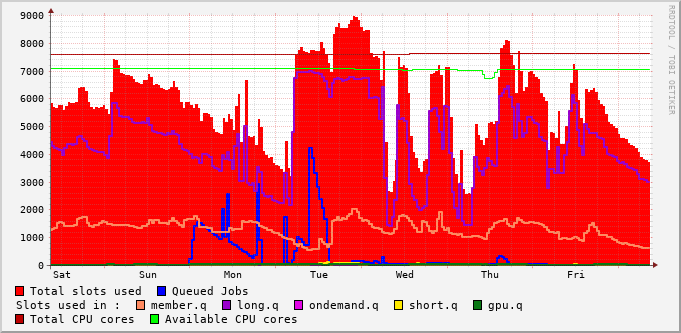 9000
8000
7000
6000
5000
4000
3000
2000
1000
0
Sat Sun Mon Tue Wed Thu Fri
RRDTOOL / TOBI OETIKER
Total slots used Queued Jobs
Slots used in : member.q long.q ondemand.q short.q gpu.q
Total CPU cores Available CPU cores